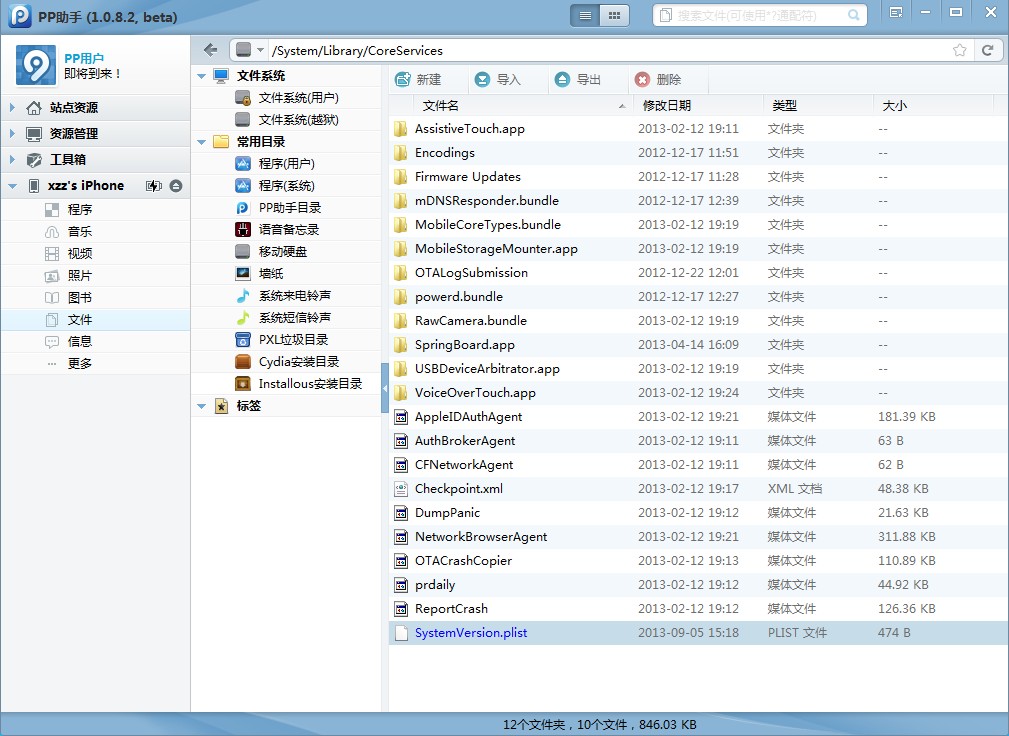 PP助手 (1.0.8.2, beta)
搜索文件(可使用*?通配符)
PP用户
即将到来！
站点资源
资源管理
工具箱
xzz's iPhone
程序
音乐
视频
照片
图书
文件
信息
更多
/System/Library/CoreServices
文件系统
文件系统(用户)
文件系统(越狱)
常用目录
程序(用户)
程序(系统)
PP助手目录
语音备忘录
移动硬盘
墙纸
系统来电铃声
系统短信铃声
PXL垃圾目录
Cydia安装目录
Installous安装目录
标签
新建 导入 导出 删除
文件名 修改日期 类型 大小
AssistiveTouch.app 2013-02-12 19:11 文件夹 --
Encodings 2012-12-17 11:51 文件夹 --
Firmware Updates 2012-12-17 11:28 文件夹 --
mDNSResponder.bundle 2012-12-17 12:39 文件夹 --
MobileCoreTypes.bundle 2013-02-12 19:19 文件夹 --
MobileStorageMounter.app 2013-02-12 19:19 文件夹 --
OTALogSubmission 2012-12-22 12:01 文件夹 --
powerd.bundle 2012-12-17 12:27 文件夹 --
RawCamera.bundle 2013-02-12 19:19 文件夹 --
SpringBoard.app 2013-04-14 16:09 文件夹 --
USBDeviceArbitrator.app 2013-02-12 19:19 文件夹 --
VoiceOverTouch.app 2013-02-12 19:24 文件夹 --
AppleIDAuthAgent 2013-02-12 19:21 媒体文件 181.39 KB
AuthBrokerAgent 2013-02-12 19:11 媒体文件 63 B
CFNetworkAgent 2013-02-12 19:11 媒体文件 62 B
Checkpoint.xml 2013-02-12 19:17 XML 文档 48.38 KB
DumpPanic 2013-02-12 19:12 媒体文件 21.63 KB
NetworkBrowserAgent 2013-02-12 19:21 媒体文件 311.88 KB
OTACrashCopier 2013-02-12 19:13 媒体文件 110.89 KB
prdaily 2013-02-12 19:12 媒体文件 44.92 KB
ReportCrash 2013-02-12 19:12 媒体文件 126.36 KB
SystemVersion.plist 2013-09-05 15:18 PLIST 文件 474 B
12个文件夹，10个文件，846.03 KB